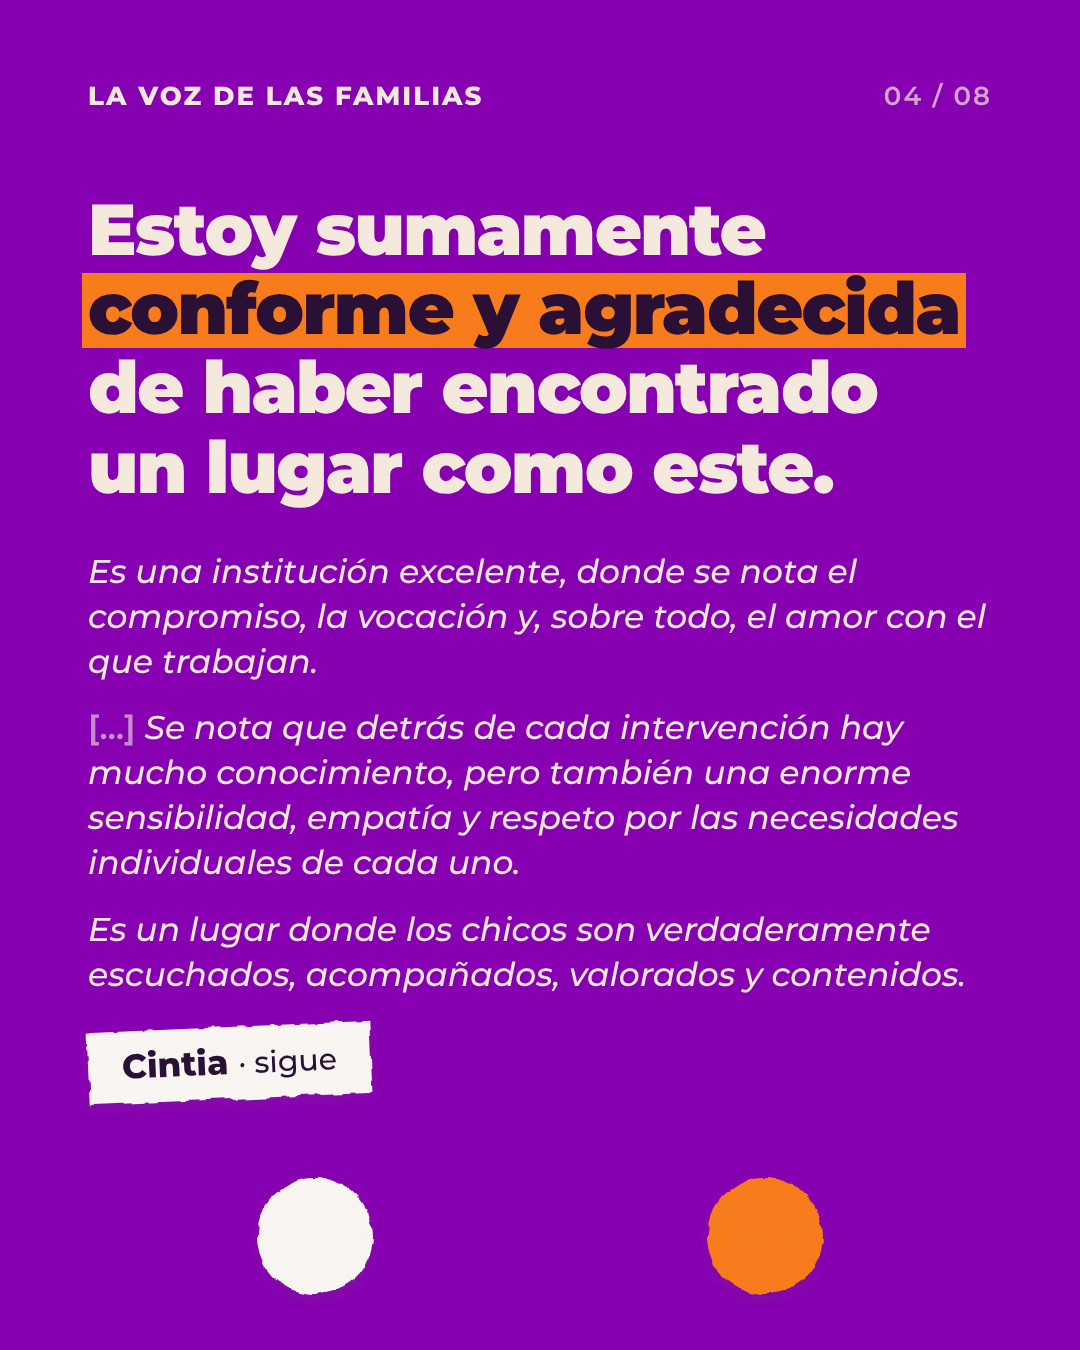 LA VOZ DE LAS FAMILIAS
04 / 08
Estoy sumamente
conforme y agradecida
de haber encontrado
un lugar como este.
Es una institución excelente, donde se nota el
compromiso, la vocación y, sobre todo, el amor con el
que trabajan.
[...] Se nota que detrás de cada intervención hay
mucho conocimiento, pero también una enorme
sensibilidad, empatía y respeto por las necesidades
individuales de cada uno.
Es un lugar donde los chicos son verdaderamente
escuchados, acompañados, valorados y contenidos.
Cintia · sigue